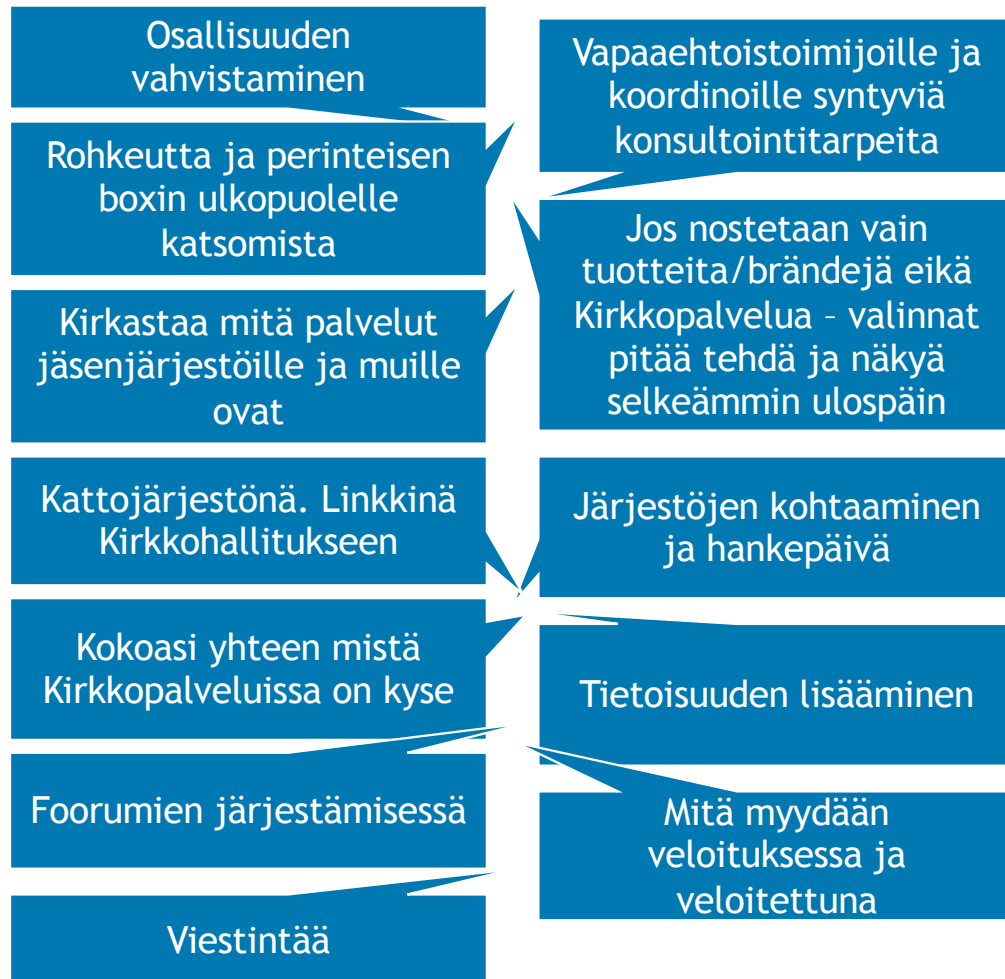 Osallisuuden
vahvistaminen
Rohkeutta ja perinteisen
boxin ulkopuolelle
katsomista
Kirkastaa mitä palvelut
jäsenjärjestöille ja muille
ovat
Kattojärjestönä. Linkkinä
Kirkkohallitukseen
Kokoasi yhteen mistä
Kirkkopalveluissa on kyse
Foorumien järjestämisessä
Viestintää
Vapaaehtoistoimijoille ja
koordinoille syntyviä
konsultointitarpeita
Jos nostetaan vain
tuotteita/brändejä eikä
Kirkkopalvelua – valinnat
pitää tehdä ja näkyä
selkeämmin ulospäin
Järjestöjen kohtaaminen
ja hankepäivä
Tietoisuuden lisääminen
Mitä myydään
veloituksessa ja
veloitettuna